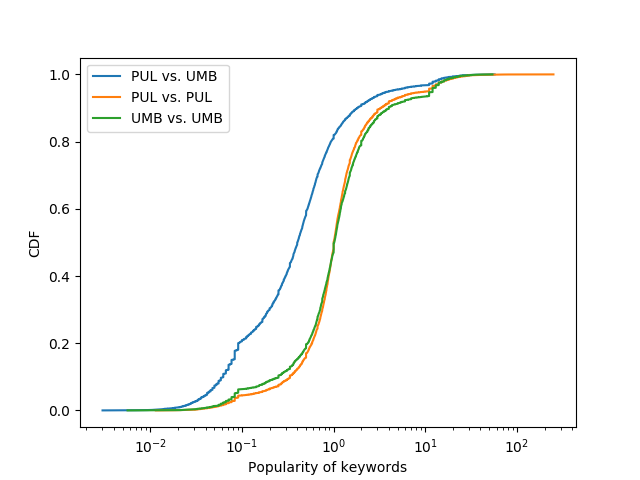 PUL vs. UMB
PUL vs. PUL
UMB vs. UMB
1.0
0.8
0.6
0.4
0.2
0.0
CDF
10⁻² 10⁻¹ 10⁰ 10¹ 10²
Popularity of keywords